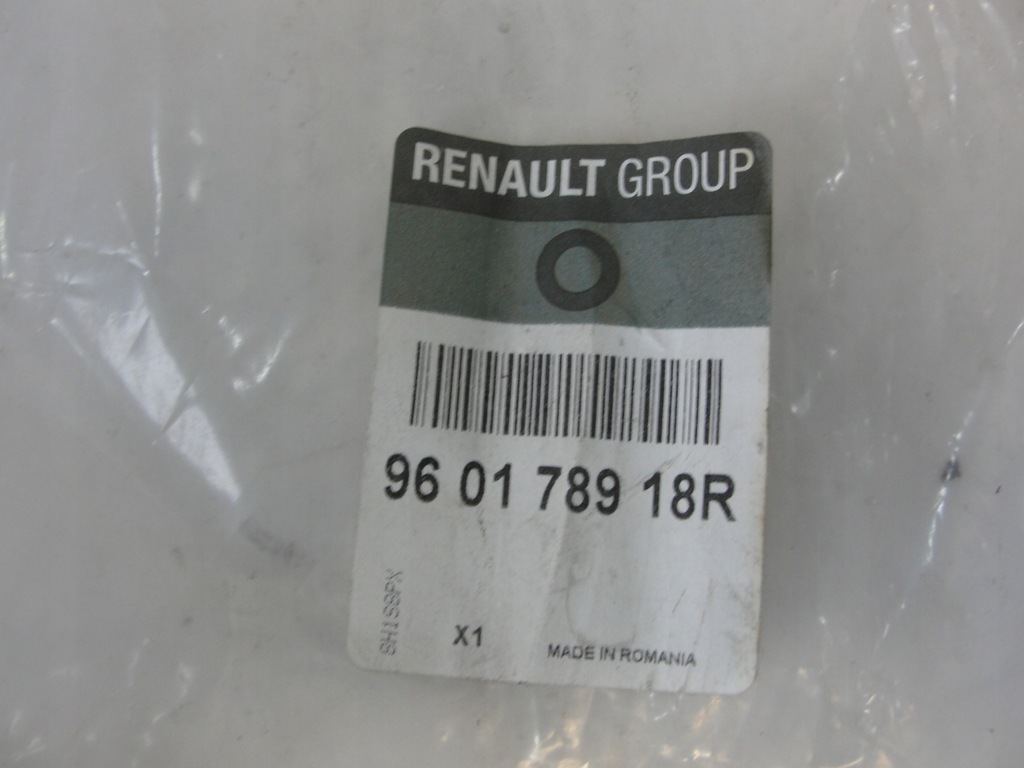 RENAULT GROUP
96 01 789 18R
X1
MADE IN ROMANIA